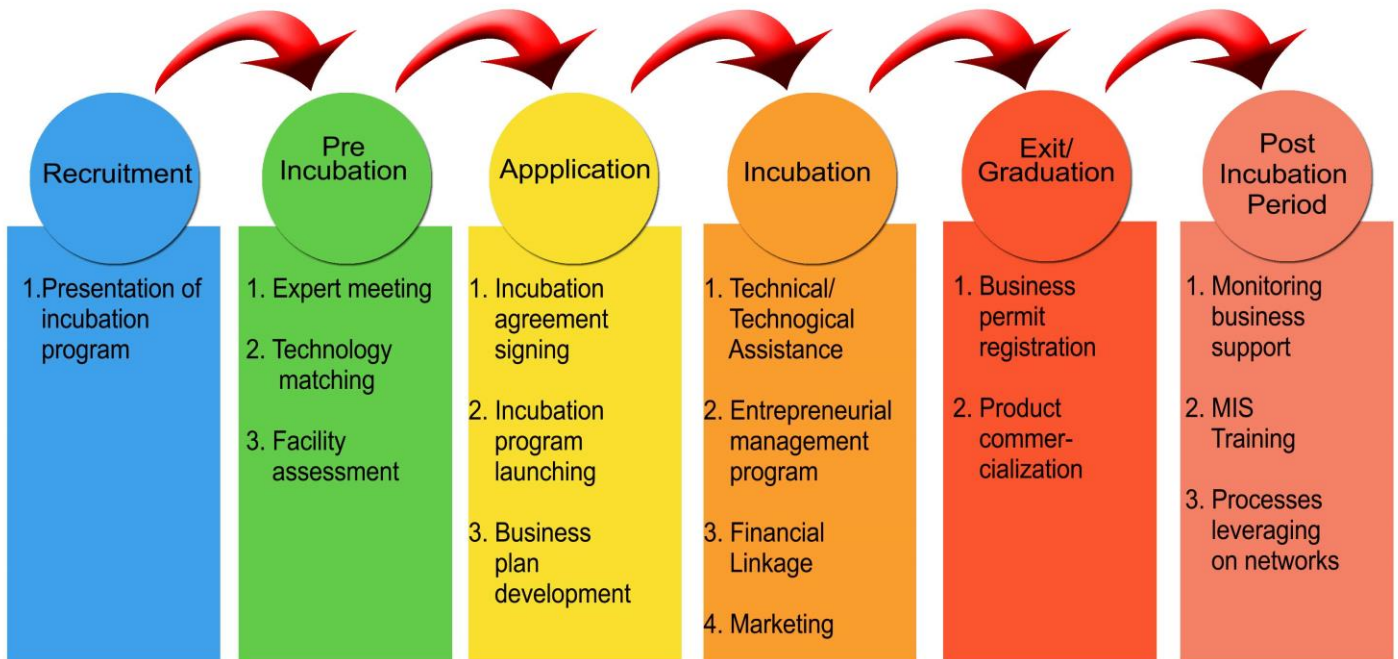 Recruitment
1.Presentation of
incubation
program
Pre
Incubation
1. Expert meeting
2. Technology
matching
3. Facility
assessment
Appplication
1. Incubation
agreement
signing
2. Incubation
program
launching
3. Business
plan
development
Incubation
1. Technical/
Technogical
Assistance
2. Entrepreneurial
management
program
3. Financial
Linkage
4. Marketing
Exit/
Graduation
1. Business
permit
registration
2. Product
commer-
cialization
Post
Incubation
Period
1. Monitoring
business
support
2. MIS
Training
3. Processes
leveraging
on networks